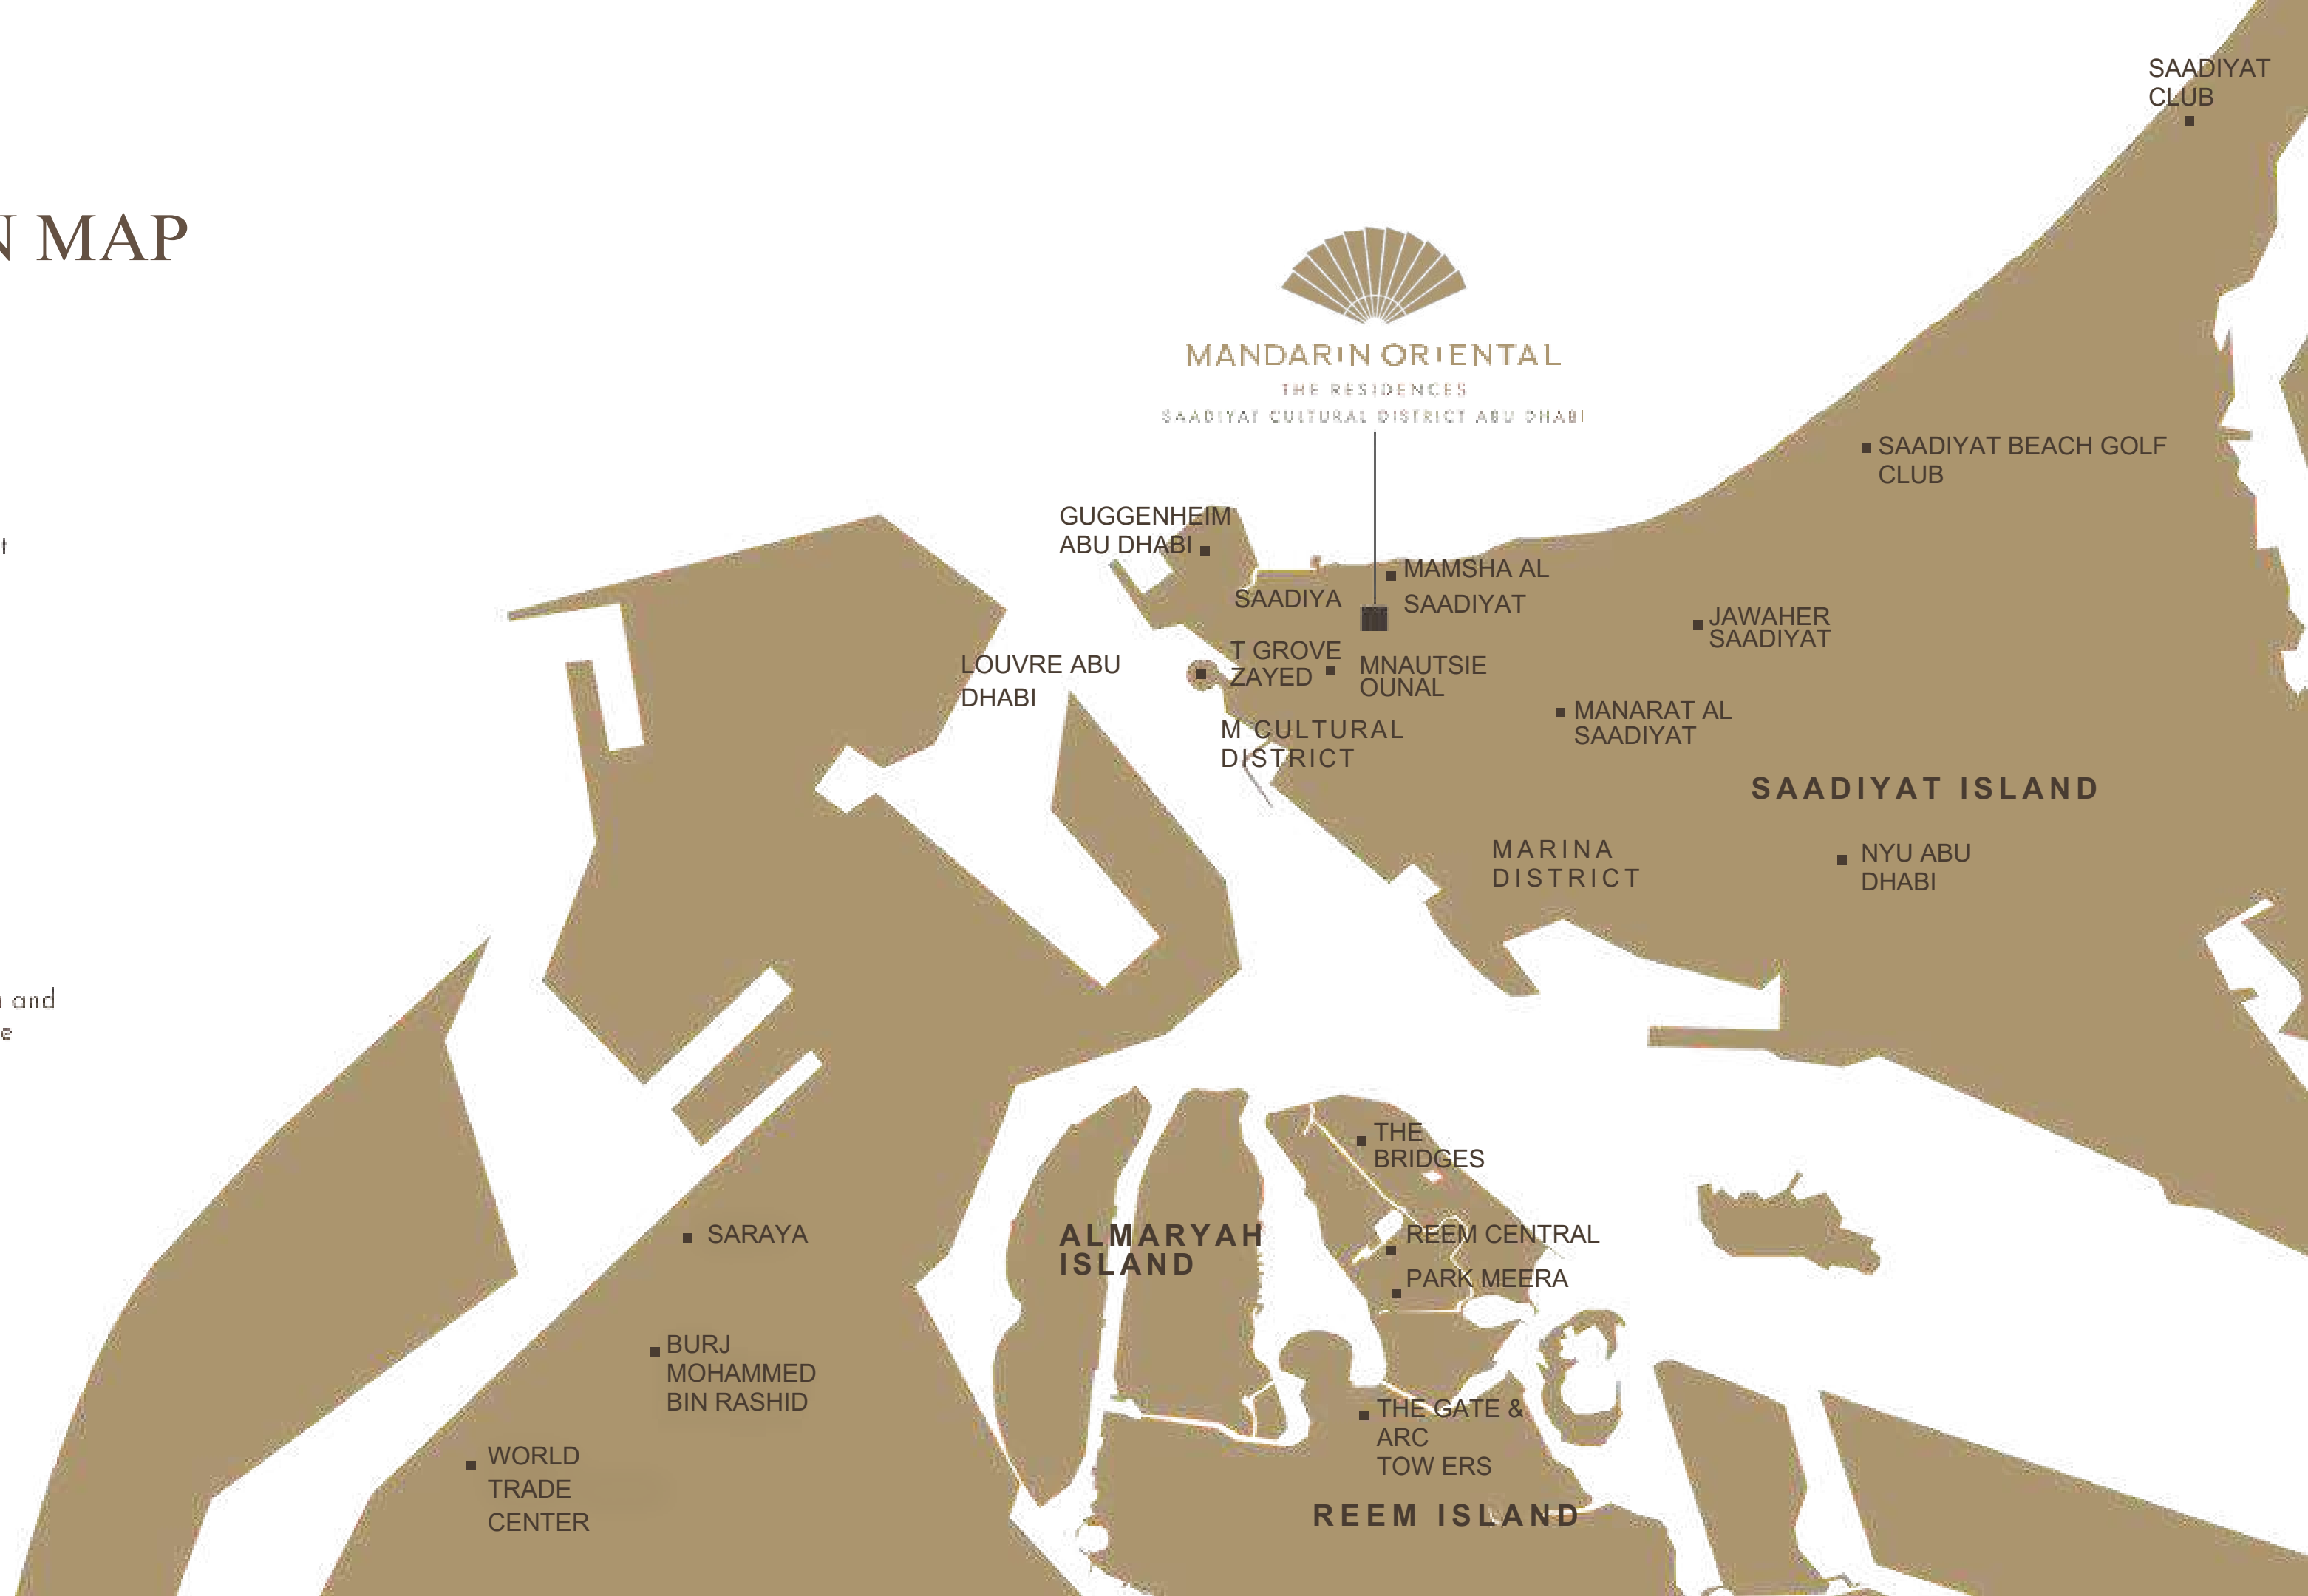 N MAP
t
and
e
SAADIYAT
CLUB
MANDARIN ORIENTAL
THE RESIDENCES
SAADIYAT CULTURAL DISTRICT ABU DHABI
SAADIYAT BEACH GOLF
CLUB
GUGGENHEIM
ABU DHABI
MAMSHA AL
SAADIYAT
SAADIYA
T GROVE
ZAYED
MNAUTSIE
OUNAL
M CULTURAL
DISTRICT
JAWAHER
SAADIYAT
LOUVRE ABU
DHABI
MANARAT AL
SAADIYAT
SAADIYAT ISLAND
MARINA
DISTRICT
NYU ABU
DHABI
THE
BRIDGES
SARAYA
ALMARYAH
ISLAND
REEM CENTRAL
PARK MEERA
BURJ
MOHAMMED
BIN RASHID
THE GATE &
ARC
TOW ERS
WORLD
TRADE
CENTER
REEM ISLAND